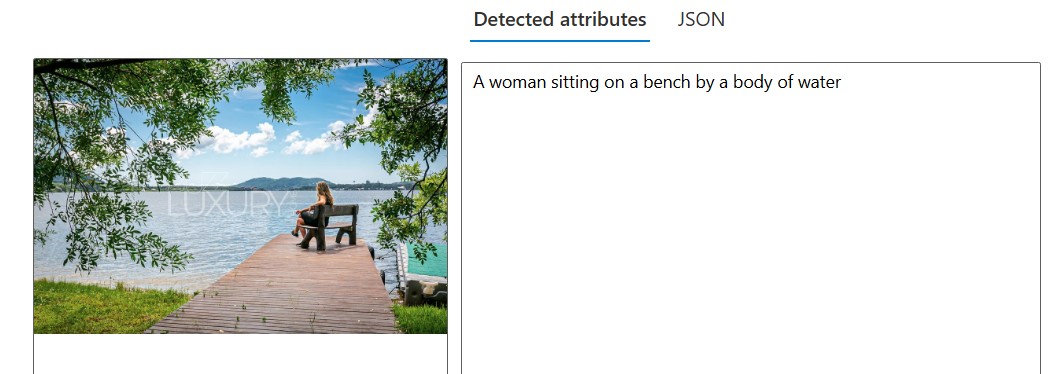 Detected attributes
JSON
A woman sitting on a bench by a body of water
LUXURY